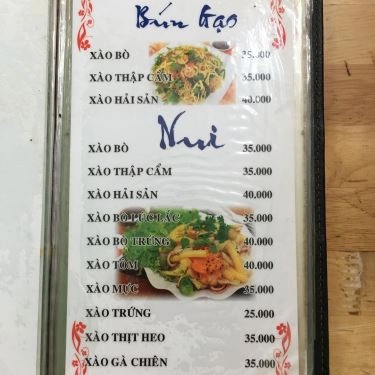 Bún Gạo
XÀO BÒ 35.000
XÀO THẬP CẨM 35.000
XÀO HẢI SẢN 40.000
Nui
XÀO BÒ 35.000
XÀO THẬP CẨM 35.000
XÀO HẢI SẢN 40.000
XÀO BÒ LÚC LẮC 35.000
XÀO BÒ TRỨNG 40.000
XÀO TÔM 40.000
XÀO MỰC 35.000
XÀO TRỨNG 25.000
XÀO THỊT HEO 35.000
XÀO GÀ CHIÊN 35.000